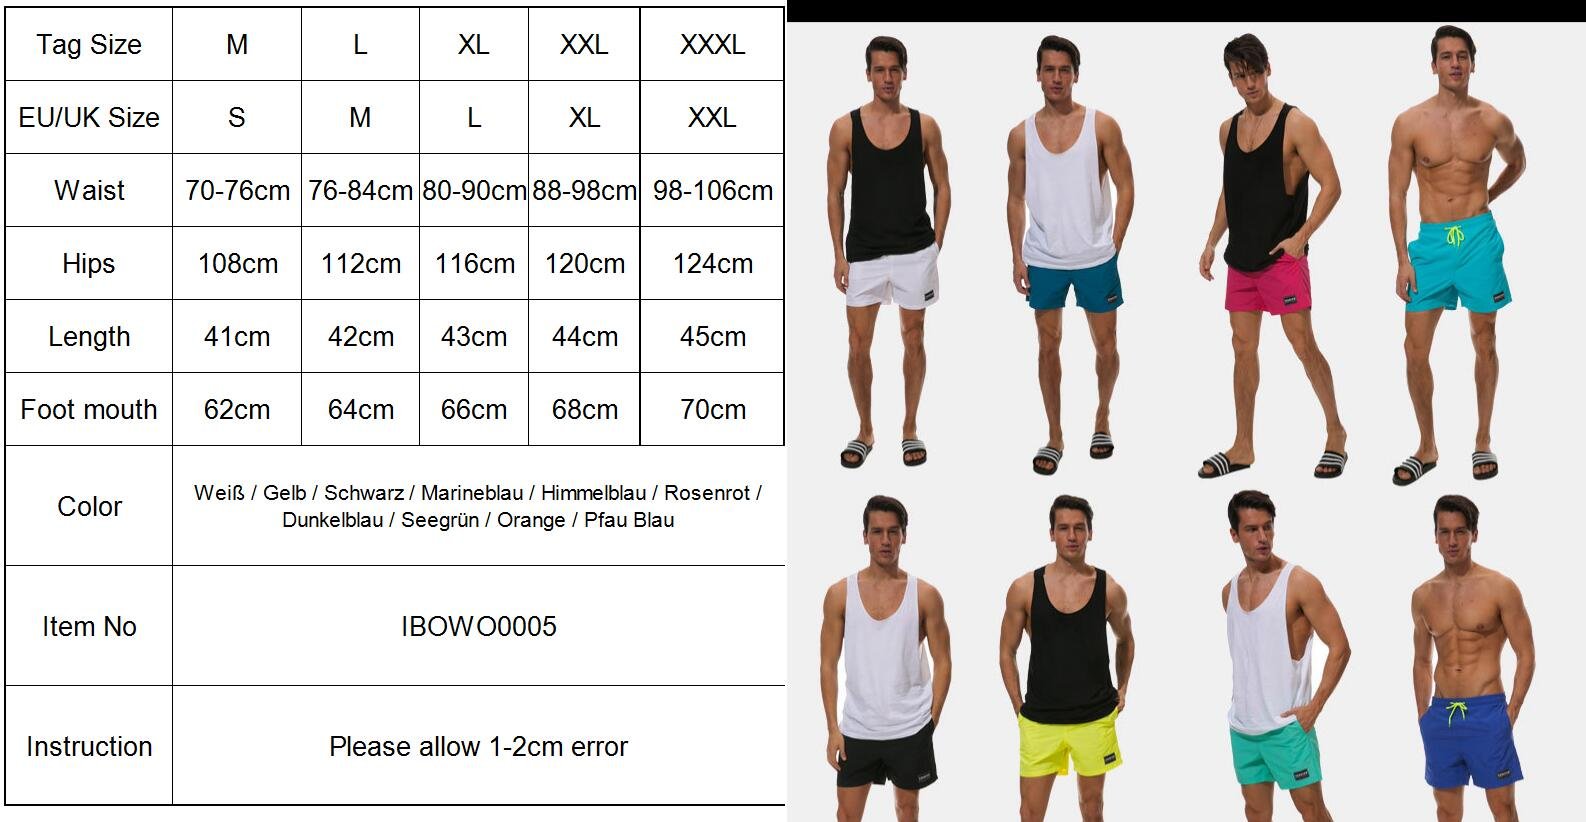 Tag Size M L XL XXL XXXL
EU/UK Size S M L XL XXL
Waist 70-76cm 76-84cm 80-90cm 88-98cm 98-106cm
Hips 108cm 112cm 116cm 120cm 124cm
Length 41cm 42cm 43cm 44cm 45cm
Foot mouth 62cm 64cm 66cm 68cm 70cm
Color Weiß / Gelb / Schwarz / Marineblau / Himmelblau / Rosenrot /
Dunkelblau / Seegrün / Orange / Pfau Blau
Item No IBOWO0005
Instruction Please allow 1-2cm error